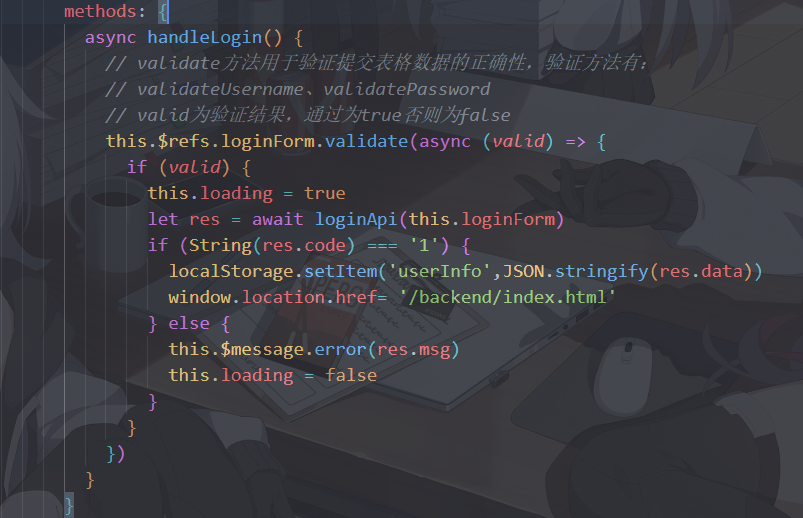 methods: {
async handleLogin() {
// validate方法用于验证提交表格数据的正确性，验证方法有：
// validateUsername、validatePassword
// valid为验证结果，通过为true否则为false
this.$refs.loginForm.validate(async (valid) => {
if (valid) {
this.loading = true
let res = await loginApi(this.loginForm)
if (String(res.code) === '1') {
localStorage.setItem('userInfo',JSON.stringify(res.data))
window.location.href= '/backend/index.html'
} else {
this.$message.error(res.msg)
this.loading = false
}
}
})
}
}